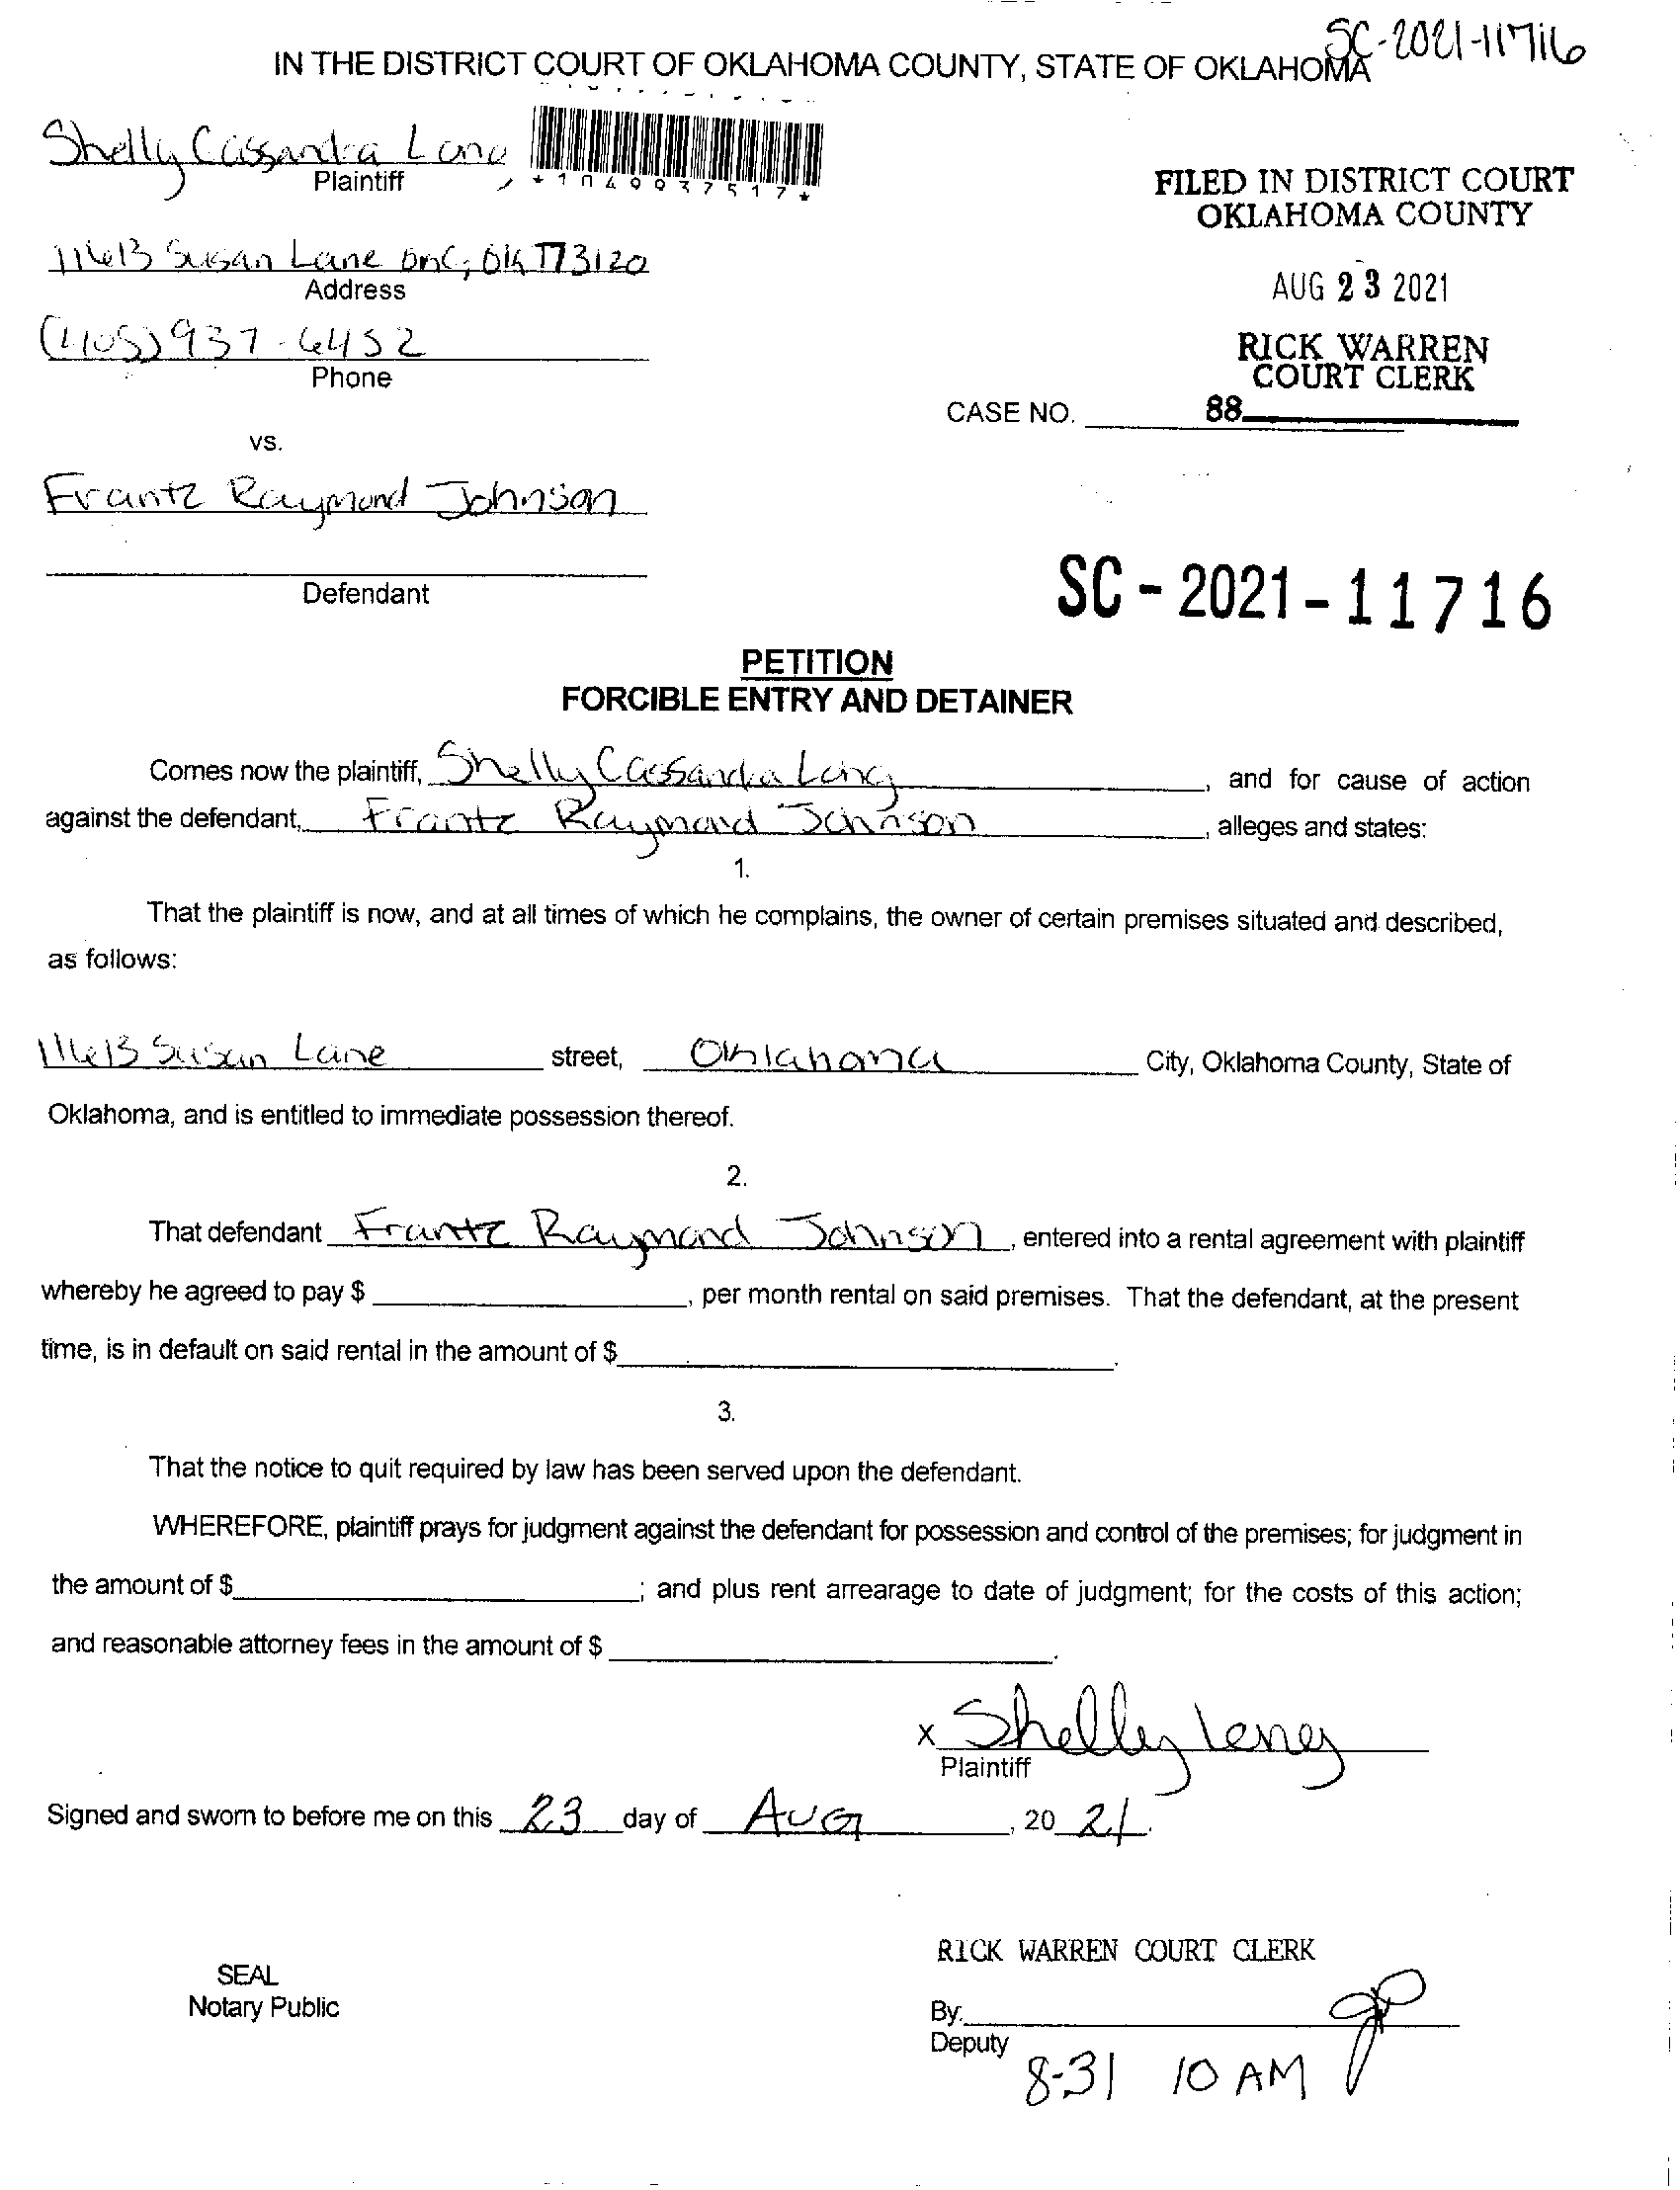 SC-2021-11716
IN THE DISTRICT COURT OF OKLAHOMA COUNTY, STATE OF OKLAHOMA
Shelly Cassandra Long
Plaintiff
*1049937517*
FILED IN DISTRICT COURT
OKLAHOMA COUNTY
11613 Susan Lane OKC, OK 73120
Address
AUG 23 2021
(405) 937-6452
Phone
RICK WARREN
COURT CLERK
CASE NO. 88
vs.
Frantz Raymond Johnson
Defendant
SC-2021-11716
PETITION
FORCIBLE ENTRY AND DETAINER
Comes now the plaintiff, Shelly Cassandra Long, and for cause of action
against the defendant, Frantz Raymond Johnson, alleges and states:
1.
That the plaintiff is now, and at all times of which he complains, the owner of certain premises situated and described,
as follows:
11613 Susan Lane street, Oklahoma City, Oklahoma County, State of
Oklahoma, and is entitled to immediate possession thereof.
2.
That defendant Frantz Raymond Johnson, entered into a rental agreement with plaintiff
whereby he agreed to pay $ , per month rental on said premises. That the defendant, at the present
time, is in default on said rental in the amount of $ .
3.
That the notice to quit required by law has been served upon the defendant.
WHEREFORE, plaintiff prays for judgment against the defendant for possession and control of the premises; for judgment in
the amount of $ ; and plus rent arrearage to date of judgment; for the costs of this action;
and reasonable attorney fees in the amount of $ .
x Shelly Long
Plaintiff
Signed and sworn to before me on this 23 day of AUG, 20 21.
RICK WARREN COURT CLERK
SEAL
Notary Public
By:
Deputy
8-31 10 AM